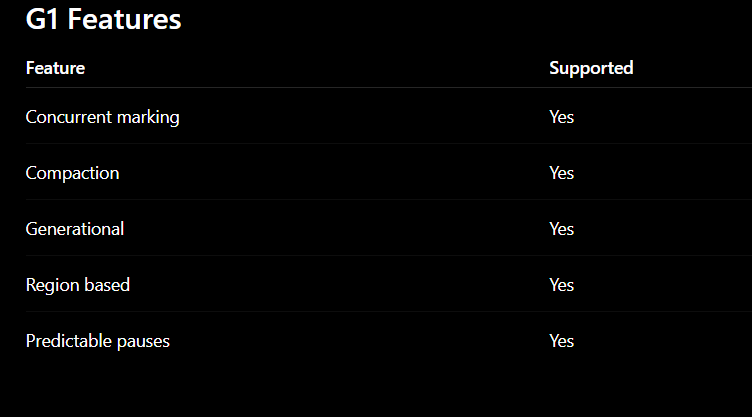 G1 Features
Feature Supported
Concurrent marking Yes
Compaction Yes
Generational Yes
Region based Yes
Predictable pauses Yes